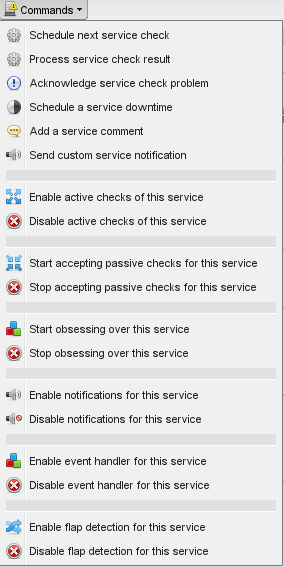 Commands
Schedule next service check
Process service check result
Acknowledge service check problem
Schedule a service downtime
Add a service comment
Send custom service notification
Enable active checks of this service
Disable active checks of this service
Start accepting passive checks for this service
Stop accepting passive checks for this service
Start obsessing over this service
Stop obsessing over this service
Enable notifications for this service
Disable notifications for this service
Enable event handler for this service
Disable event handler for this service
Enable flap detection for this service
Disable flap detection for this service